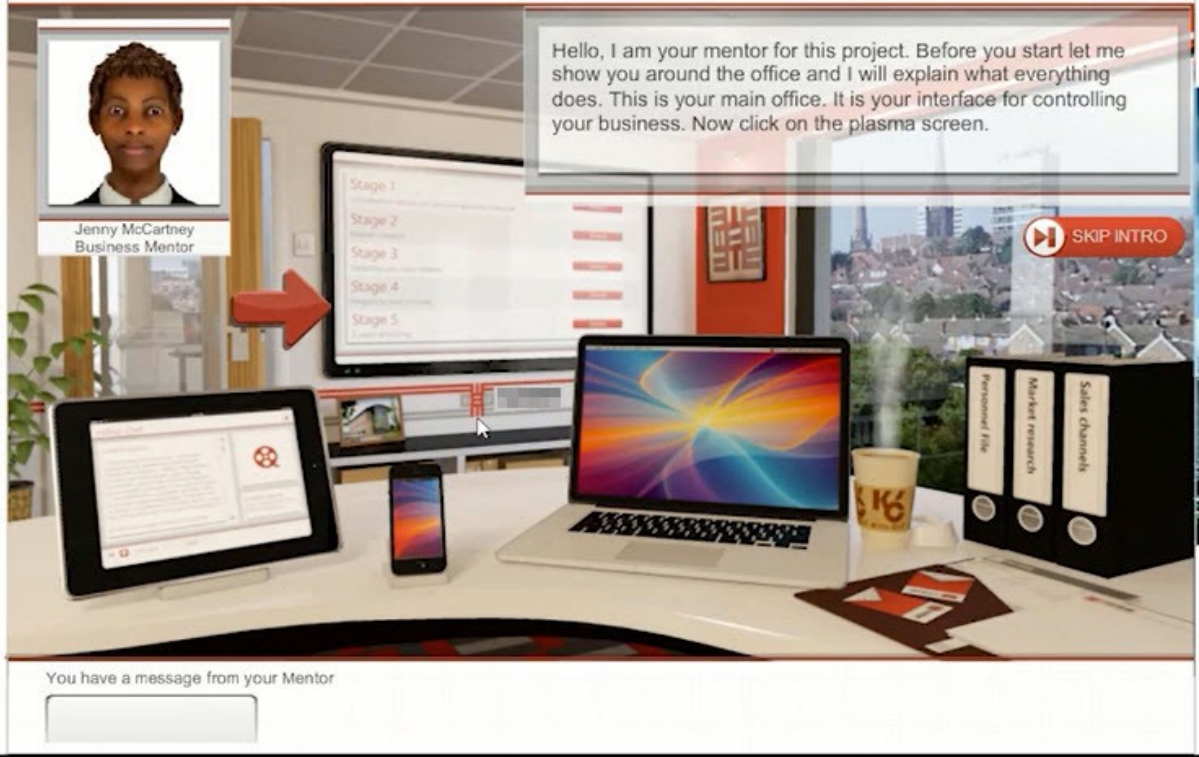 Hello, I am your mentor for this project. Before you start let me
show you around the office and I will explain what everything
does. This is your main office. It is your interface for controlling
your business. Now click on the plasma screen.
Jenny McCartney
Business Mentor
SKIP INTRO
Stage 1
Stage 2
Stage 3
Stage 4
Stage 5
Personnel File
Market research
Sales channels
K6
You have a message from your Mentor